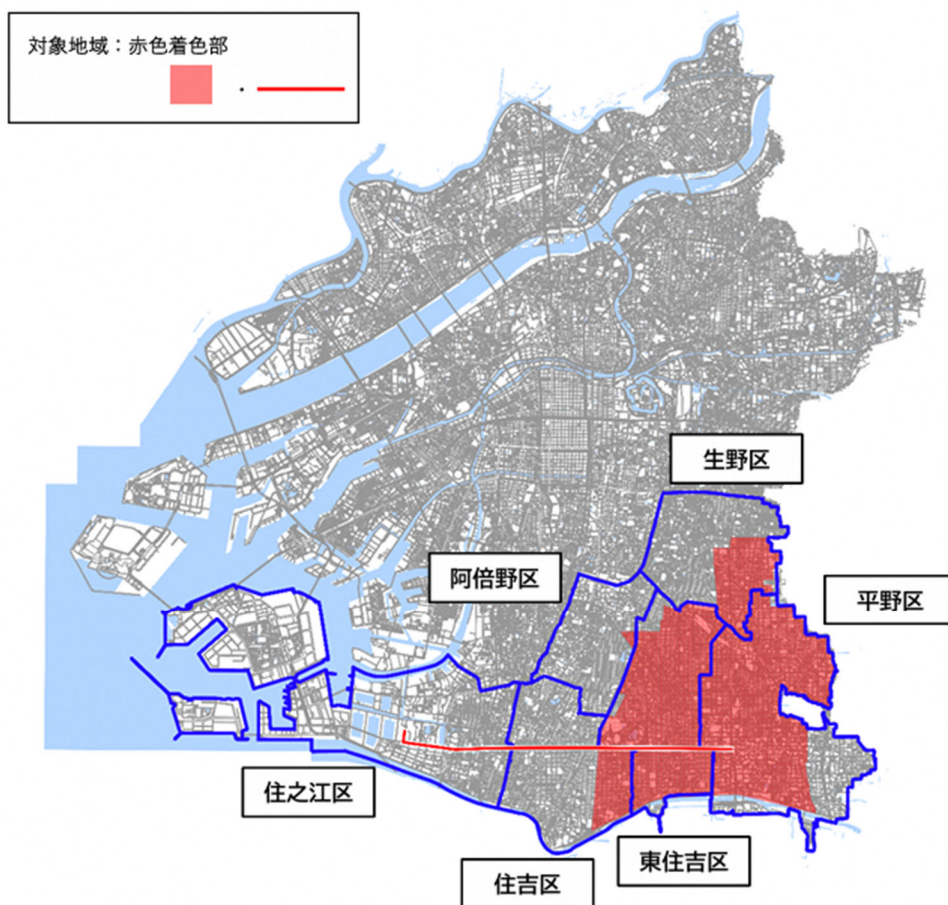 対象地域：赤色着色部
・
生野区
阿倍野区
平野区
住之江区
東住吉区
住吉区